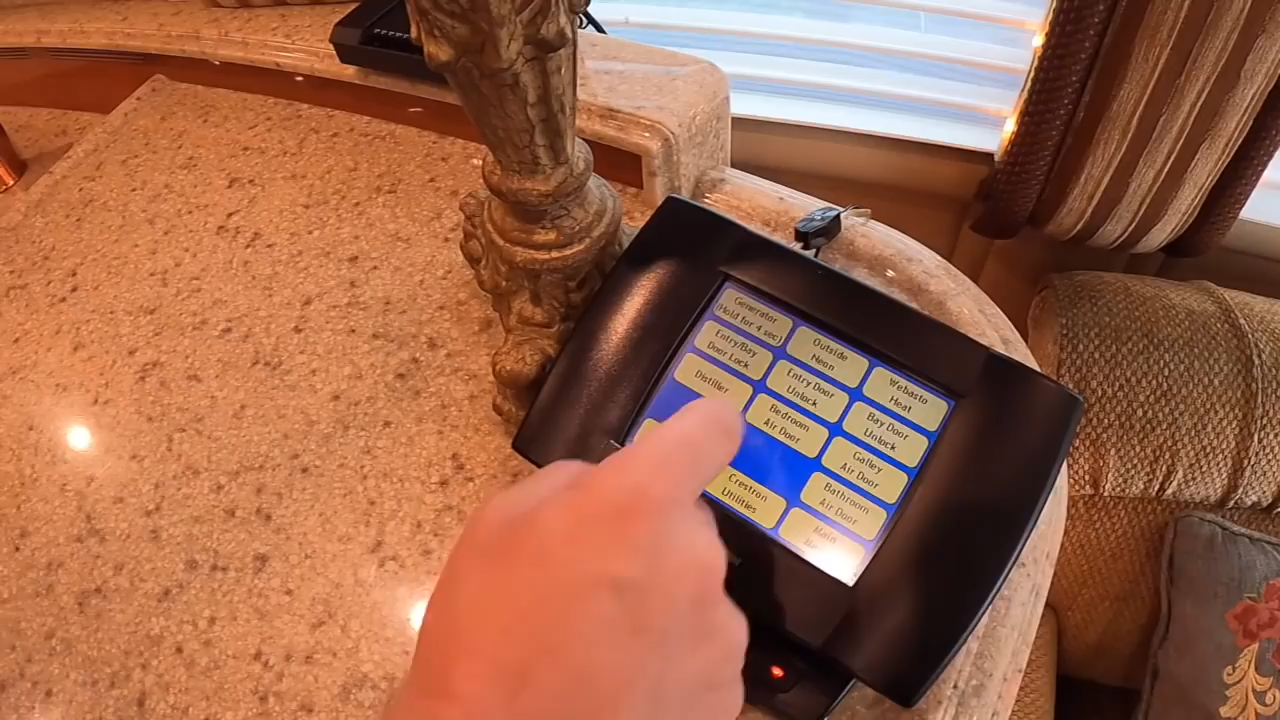 Generator
(Hold for 4 sec)
Outside
Neon
Webasto
Heat
Entry/Bay
Door Lock
Entry Door
Unlock
Bay Door
Unlock
Distiller
Bedroom
Air Door
Galley
Air Door
Bathroom
Air Door
Crestron
Utilities
Main